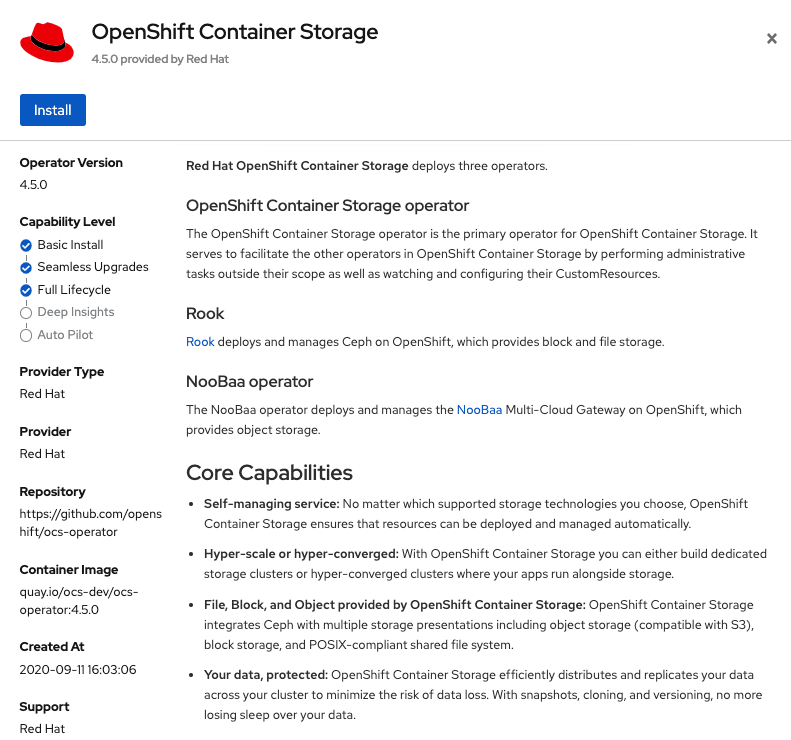 OpenShift Container Storage
4.5.0 provided by Red Hat
×
Install
Operator Version
4.5.0
Capability Level
Basic Install
Seamless Upgrades
Full Lifecycle
Deep Insights
Auto Pilot
Provider Type
Red Hat
Provider
Red Hat
Repository
https://github.com/opens
hift/ocs-operator
Container Image
quay.io/ocs-dev/ocs-
operator:4.5.0
Created At
2020-09-11 16:03:06
Support
Red Hat
Red Hat OpenShift Container Storage deploys three operators.
OpenShift Container Storage operator
The OpenShift Container Storage operator is the primary operator for OpenShift Container Storage. It
serves to facilitate the other operators in OpenShift Container Storage by performing administrative
tasks outside their scope as well as watching and configuring their CustomResources.
Rook
Rook deploys and manages Ceph on OpenShift, which provides block and file storage.
NooBaa operator
The NooBaa operator deploys and manages the NooBaa Multi-Cloud Gateway on OpenShift, which
provides object storage.
Core Capabilities
• Self-managing service: No matter which supported storage technologies you choose, OpenShift
Container Storage ensures that resources can be deployed and managed automatically.
• Hyper-scale or hyper-converged: With OpenShift Container Storage you can either build dedicated
storage clusters or hyper-converged clusters where your apps run alongside storage.
• File, Block, and Object provided by OpenShift Container Storage: OpenShift Container Storage
integrates Ceph with multiple storage presentations including object storage (compatible with S3),
block storage, and POSIX-compliant shared file system.
• Your data, protected: OpenShift Container Storage efficiently distributes and replicates your data
across your cluster to minimize the risk of data loss. With snapshots, cloning, and versioning, no more
losing sleep over your data.